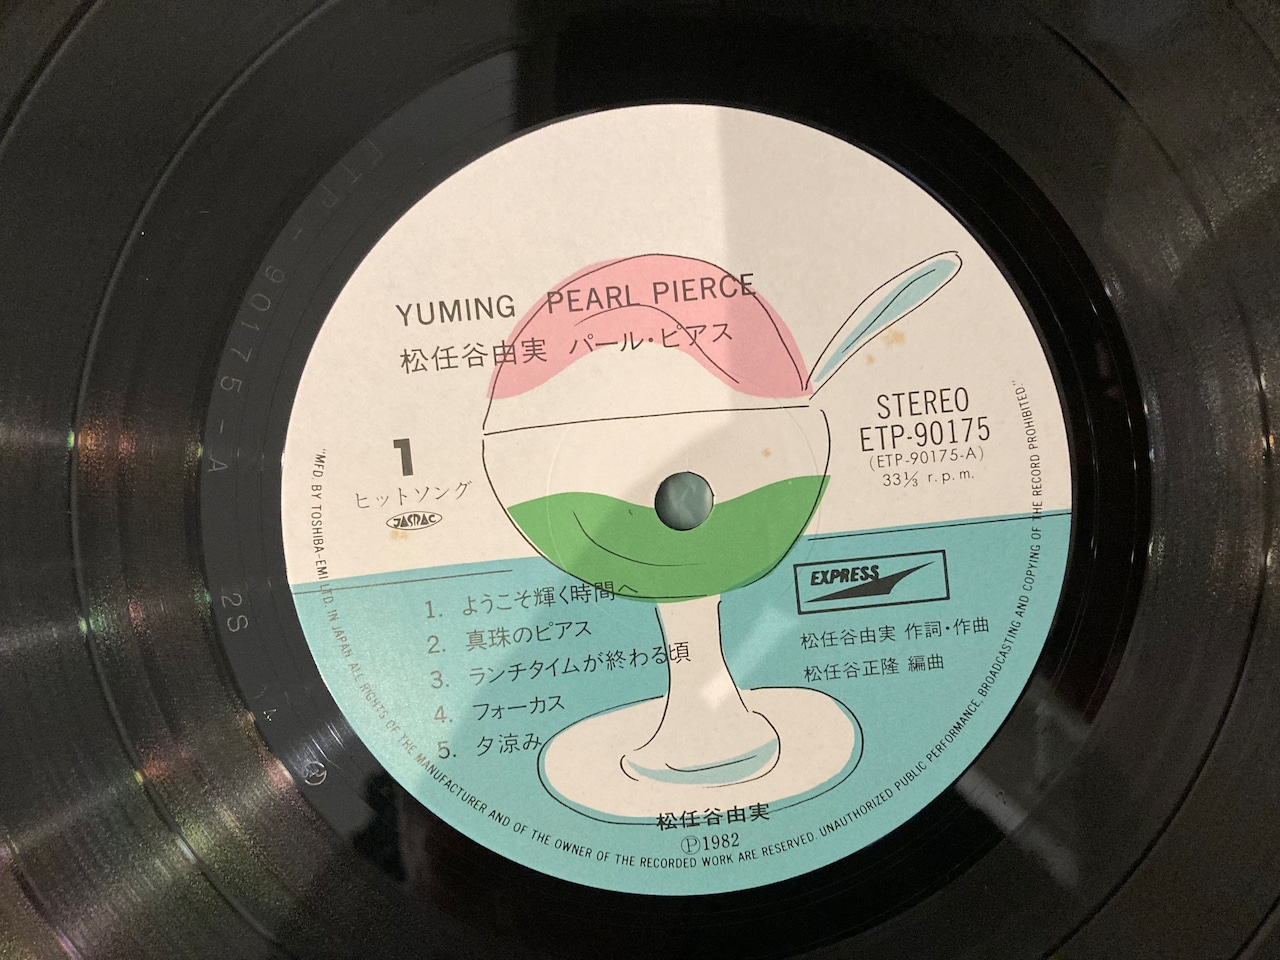 YUMING PEARL PIERCE
松任谷由実 パール・ピアス
1
ヒットソング
JASRAC
STEREO
ETP-90175
(ETP-90175-A)
33⅓ r.p.m.
EXPRESS
1. ようこそ輝く時間へ
2. 真珠のピアス
3. ランチタイムが終わる頃
4. フォーカス
5. 夕涼み
松任谷由実 作詞・作曲
松任谷正隆 編曲
松任谷由実
Ⓟ1982
"MFD. BY TOSHIBA-EMI LTD. IN JAPAN. ALL RIGHTS OF THE MANUFACTURER AND OF THE OWNER OF THE RECORDED WORK ARE RESERVED. UNAUTHORIZED PUBLIC PERFORMANCE, BROADCASTING AND COPYING OF THE RECORD PROHIBITED."
ETP-90175-A 2S